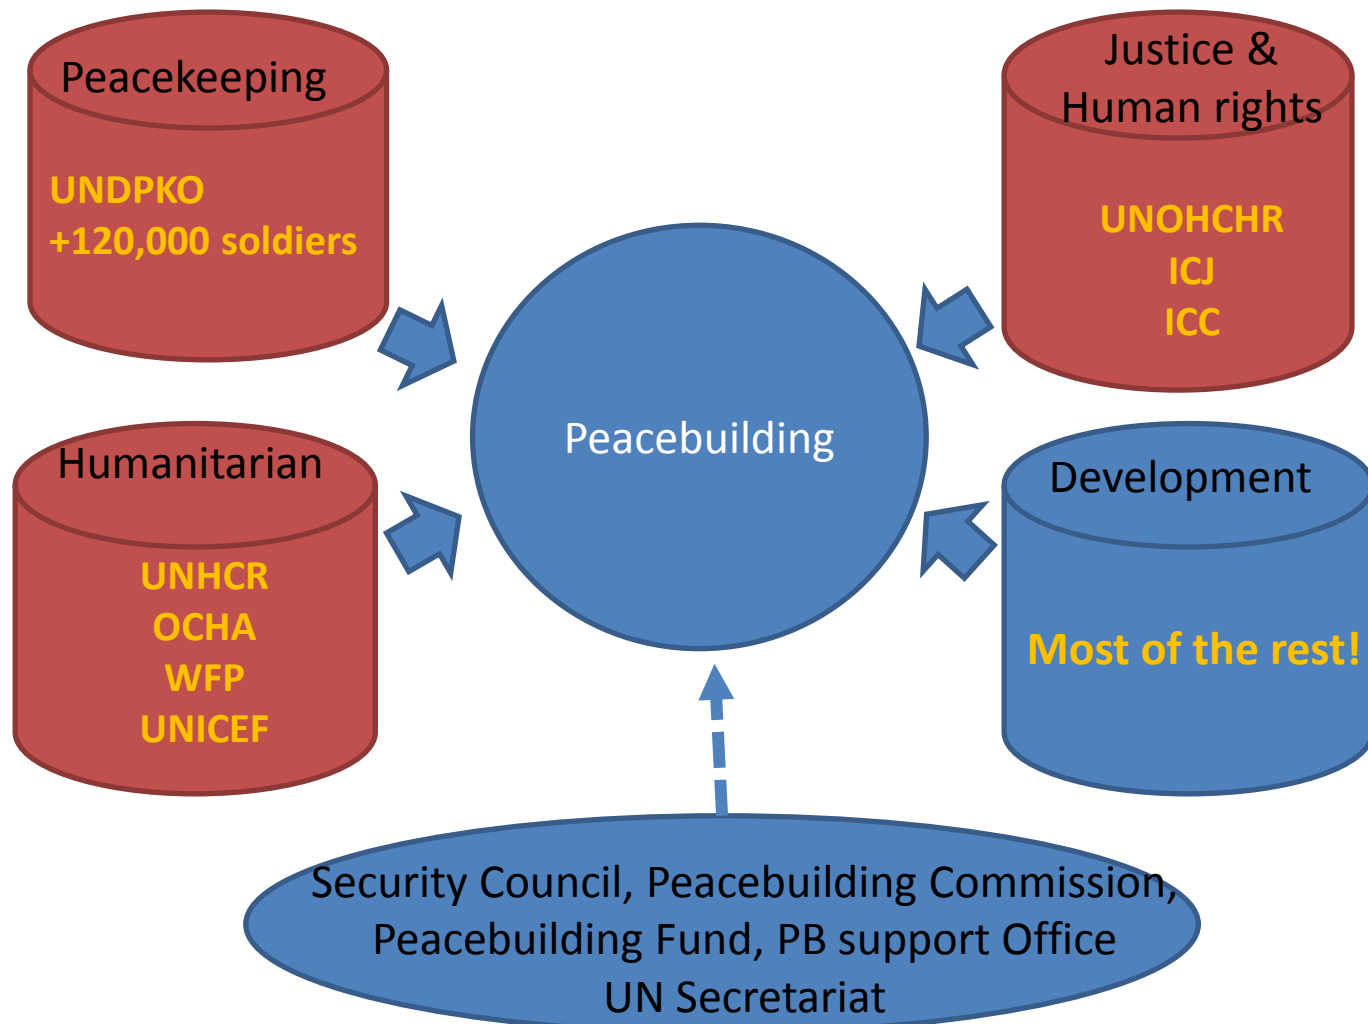 Peacekeeping
UNDPKO
+120,000 soldiers
Justice &
Human rights
UNOHCHR
ICJ
ICC
Peacebuilding
Humanitarian
UNHCR
OCHA
WFP
UNICEF
Development
Most of the rest!
Security Council, Peacebuilding Commission,
Peacebuilding Fund, PB support Office
UN Secretariat